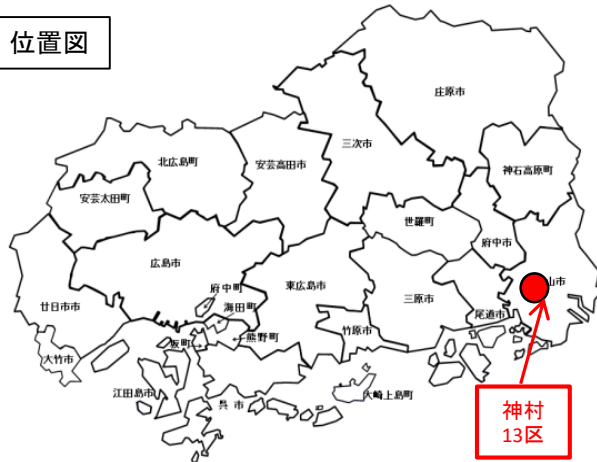 位置図
庄原市
三次市
北広島町
安芸高田市
神石高原町
安芸太田町
世羅町
府中市
広島市
府中町
東広島市
山市
海田町
三原市
廿日市市
尾道市
竹原市
熊野町
坂町
大竹市
江田島市
大崎上島町
呉市
神村
13区